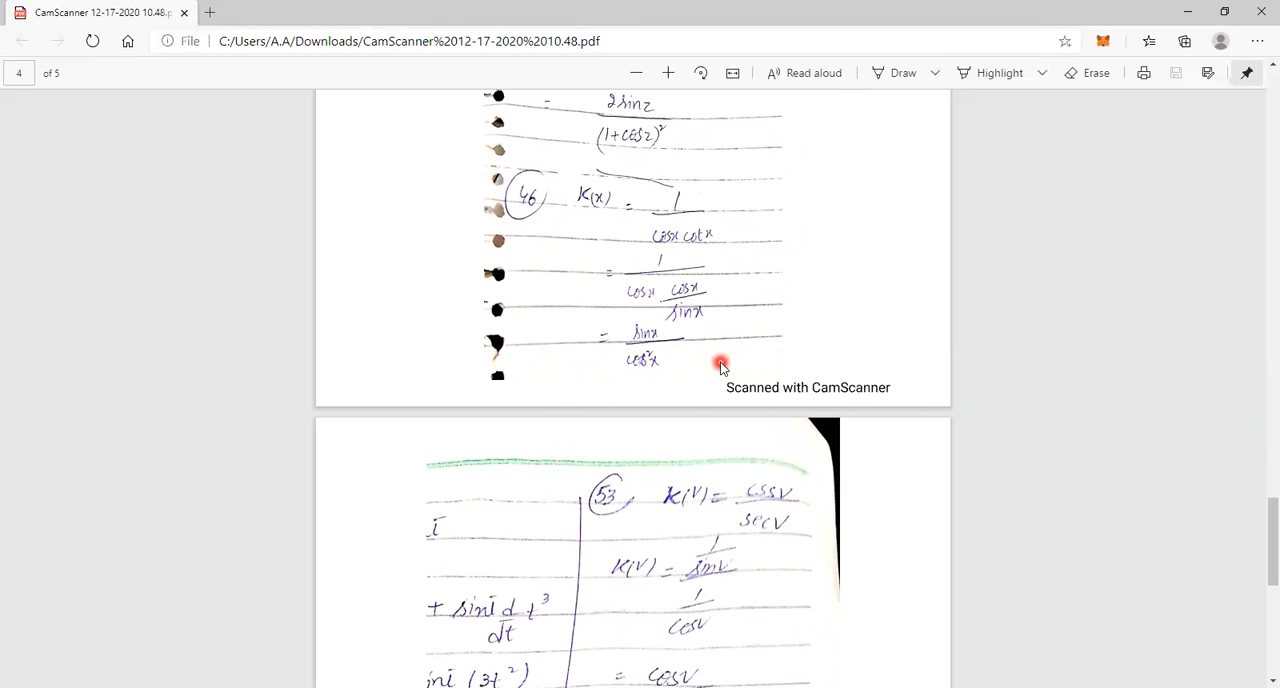 CamScanner 12-17-2020 10.48.p
File
C:/Users/A.A/Downloads/CamScanner%2012-17-2020%2010.48.pdf
4 of 5
Read aloud
Draw
Highlight
Erase
= 2sinz
(1+cosz)²
46 K(x) = 1
cosx cotx
= 1
cosx cosx
sinx
= sinx
cos²x
Scanned with CamScanner
53, K(V) = cscV
secV
I
K(V) = 1
sinV
+ sint d t³
dt
1
cosV
int (3t²)
= cosV